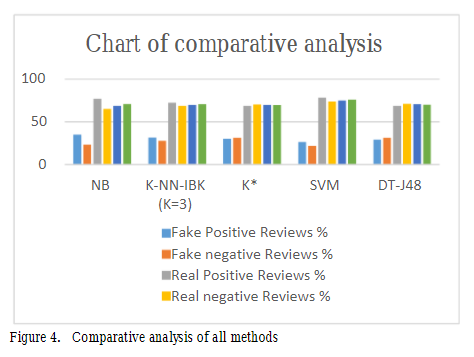 Chart of comparative analysis
100
50
0
NB K-NN-IBK (K=3) K* SVM DT-J48
Fake Positive Reviews %
Fake negative Reviews %
Real Positive Reviews %
Real negative Reviews %
Figure 4. Comparative analysis of all methods